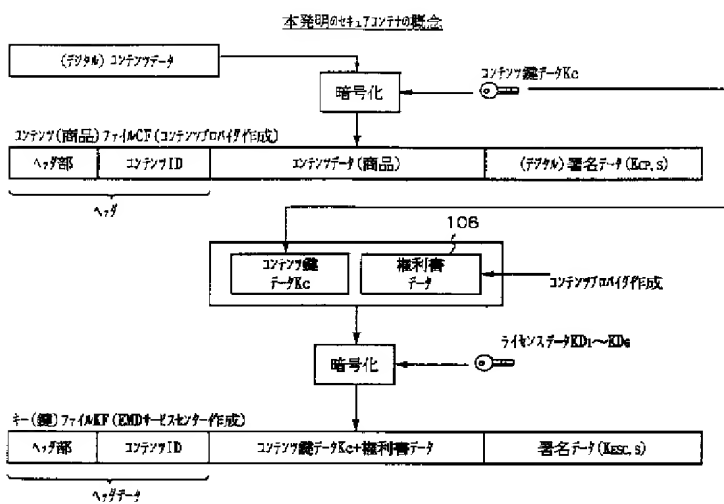 本発明のセキュアコンテナの概念
(デジタル) コンテンツデータ
コンテンツ鍵データKc
暗号化
コンテンツ(商品)ファイルCF(コンテンツプロバイダ作成)
ヘッダ部 コンテンツID コンテンツデータ(商品) (デジタル)署名データ(KCP,S)
ヘッダ
106
コンテンツ鍵 権利書
データKc データ
コンテンツプロバイダ作成
ライセンスデータKD1～KD6
暗号化
キー(鍵)ファイルKF(EMDサービスセンター作成)
ヘッダ部 コンテンツID コンテンツ鍵データKc+権利書データ 署名データ(KESC,S)
ヘッダデータ